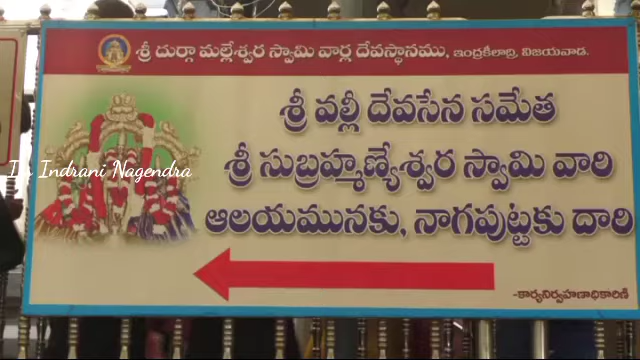 శ్రీ దుర్గా మల్లేశ్వర స్వామి వార్ల దేవస్థానము, ఇంద్రకీలాద్రి, విజయవాడ.
శ్రీ వల్లీ దేవసేన సమేత
శ్రీ సుబ్రహ్మణ్యేశ్వర స్వామి వారి
ఆలయమునకు, నాగపుట్టకు దారి
-కార్యనిర్వహణాధికారిణి
Indrani Nagendra